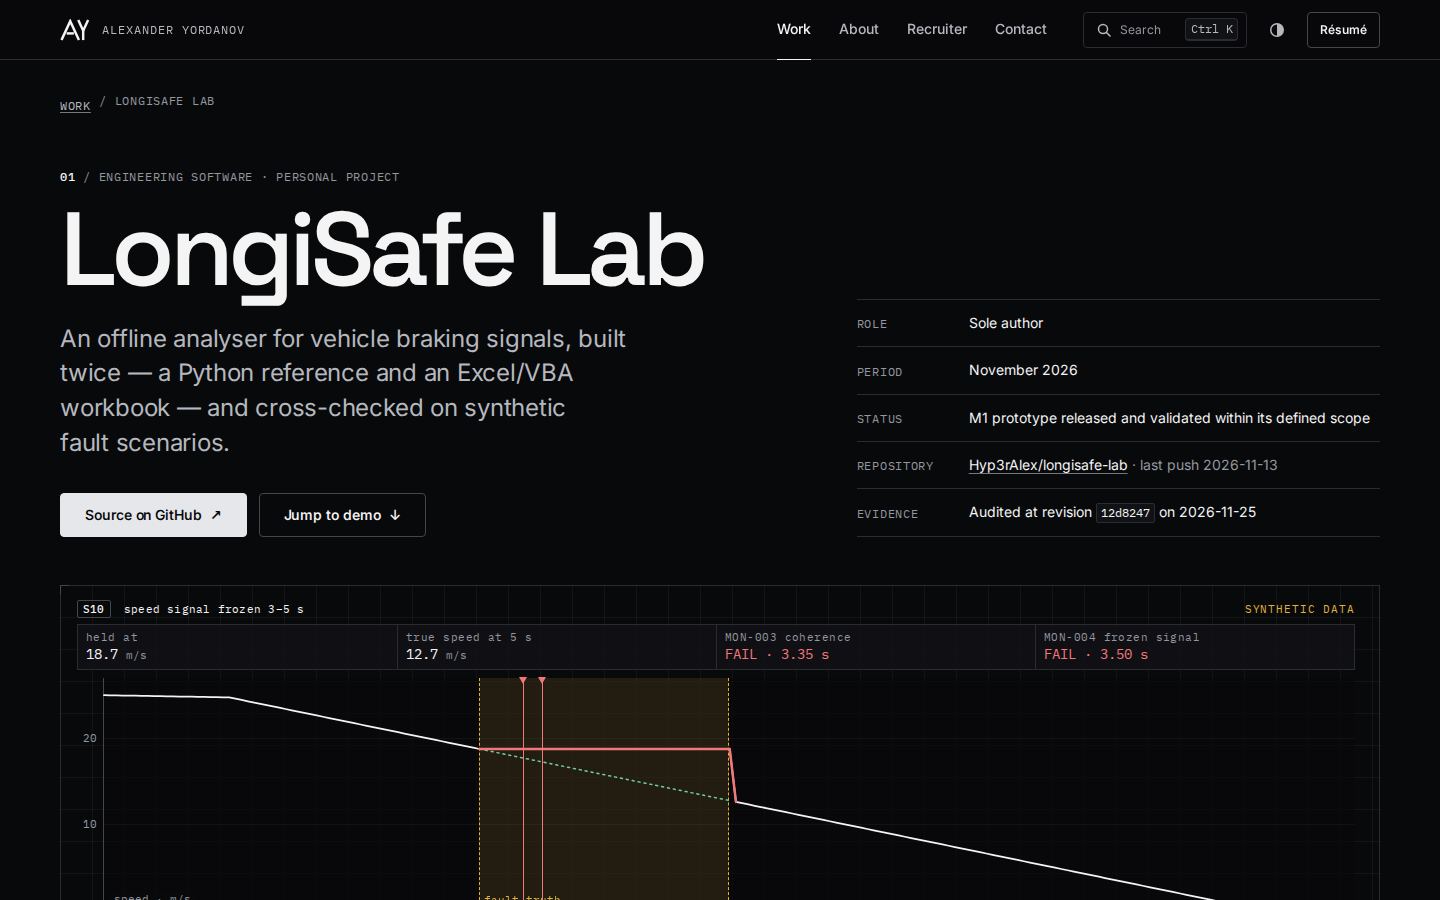 AY ALEXANDER YORDANOV
Work About Recruiter Contact Search Ctrl K Résumé
WORK / LONGISAFE LAB
01 / ENGINEERING SOFTWARE · PERSONAL PROJECT
LongiSafe Lab
An offline analyser for vehicle braking signals, built
twice — a Python reference and an Excel/VBA
workbook — and cross-checked on synthetic
fault scenarios.
Source on GitHub ↗ Jump to demo ↓
ROLE Sole author
PERIOD November 2026
STATUS M1 prototype released and validated within its defined scope
REPOSITORY Hyp3rAlex/longisafe-lab · last push 2026-11-13
EVIDENCE Audited at revision 12d8247 on 2026-11-25
S10 speed signal frozen 3–5 s SYNTHETIC DATA
held at
18.7 m/s
true speed at 5 s
12.7 m/s
MON-003 coherence
FAIL · 3.35 s
MON-004 frozen signal
FAIL · 3.50 s
20
10
speed · m/s
fault truth